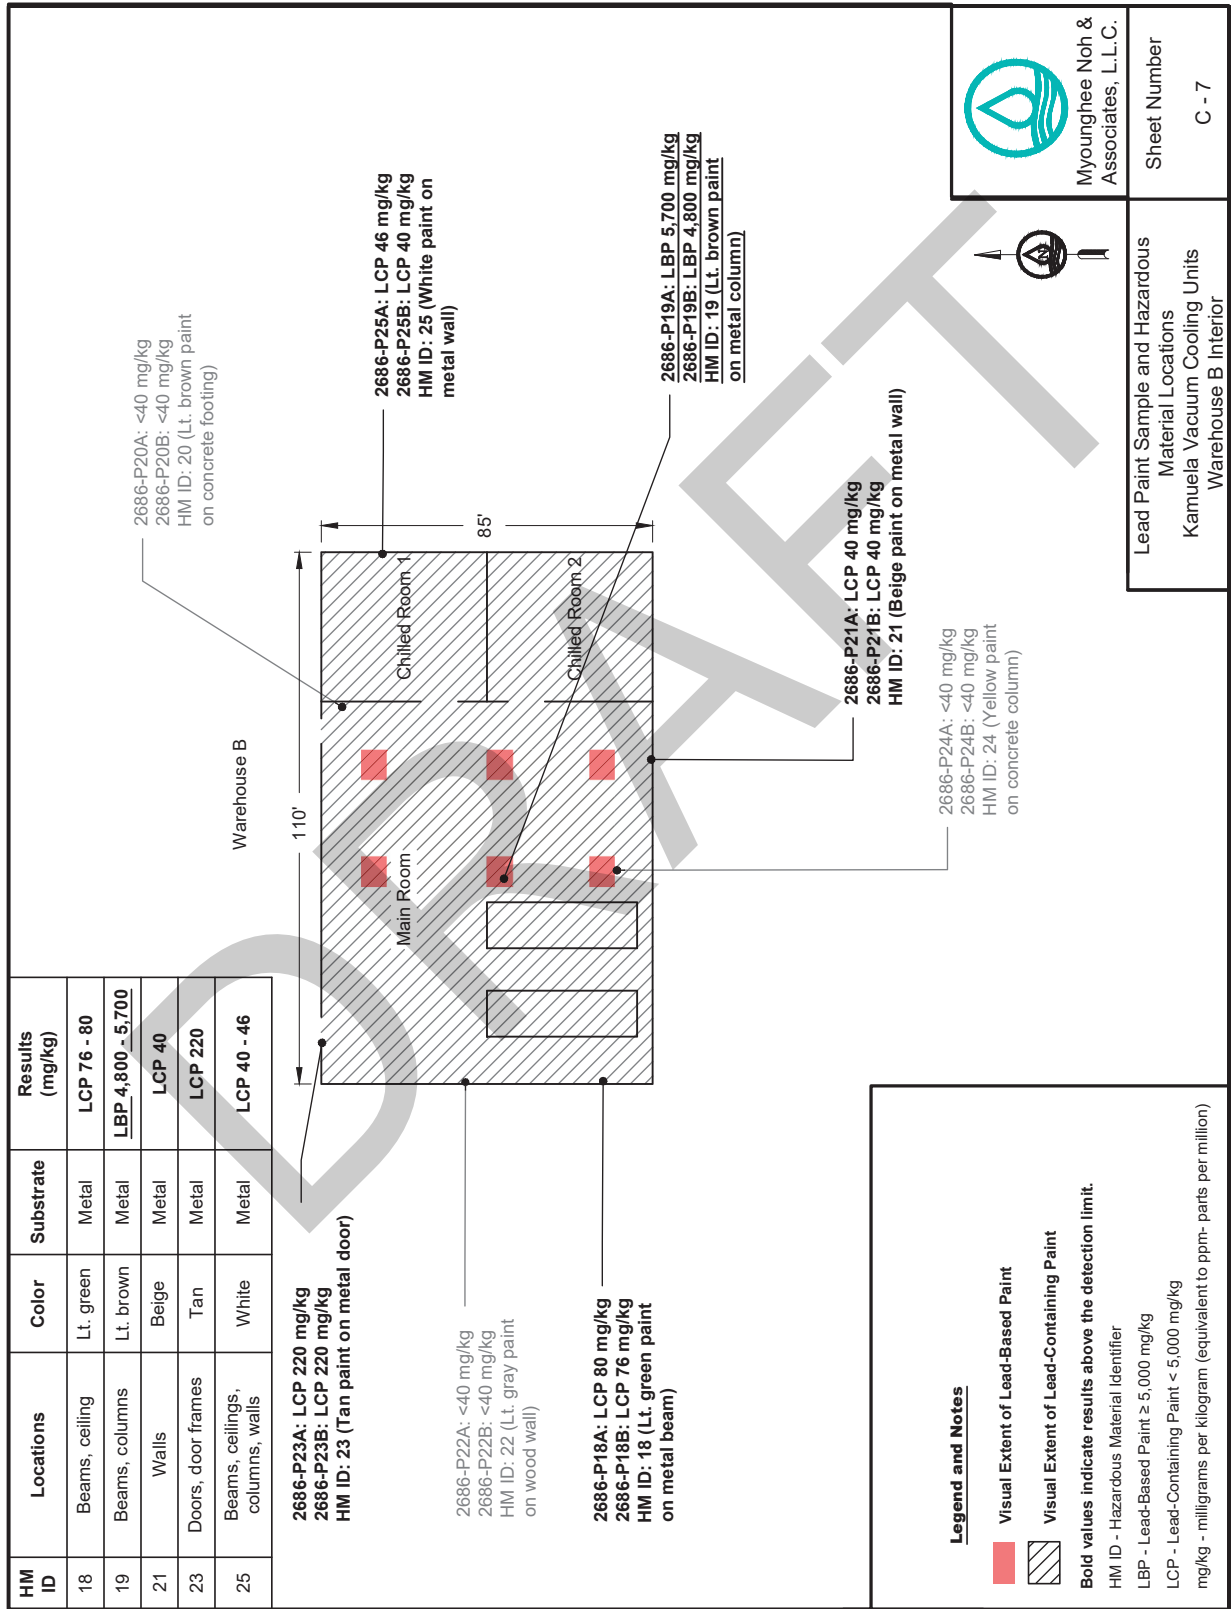 HM ID Locations Color Substrate Results (mg/kg)
18 Beams, ceiling Lt. green Metal LCP 76 - 80
19 Beams, columns Lt. brown Metal LBP 4,800 - 5,700
21 Walls Beige Metal LCP 40
23 Doors, door frames Tan Metal LCP 220
25 Beams, ceilings, columns, walls White Metal LCP 40 - 46
2686-P23A: LCP 220 mg/kg
2686-P23B: LCP 220 mg/kg
HM ID: 23 (Tan paint on metal door)
2686-P22A: <40 mg/kg
2686-P22B: <40 mg/kg
HM ID: 22 (Lt. gray paint
on wood wall)
2686-P18A: LCP 80 mg/kg
2686-P18B: LCP 76 mg/kg
HM ID: 18 (Lt. green paint
on metal beam)
Warehouse B
110'
85'
Main Room
Chilled Room 1
Chilled Room 2
2686-P20A: <40 mg/kg
2686-P20B: <40 mg/kg
HM ID: 20 (Lt. brown paint
on concrete footing)
2686-P25A: LCP 46 mg/kg
2686-P25B: LCP 40 mg/kg
HM ID: 25 (White paint on
metal wall)
2686-P19A: LBP 5,700 mg/kg
2686-P19B: LBP 4,800 mg/kg
HM ID: 19 (Lt. brown paint
on metal column)
2686-P21A: LCP 40 mg/kg
2686-P21B: LCP 40 mg/kg
HM ID: 21 (Beige paint on metal wall)
2686-P24A: <40 mg/kg
2686-P24B: <40 mg/kg
HM ID: 24 (Yellow paint
on concrete column)
DRAFT
Legend and Notes
Visual Extent of Lead-Based Paint
Visual Extent of Lead-Containing Paint
Bold values indicate results above the detection limit.
HM ID - Hazardous Material Identifier
LBP - Lead-Based Paint ≥ 5,000 mg/kg
LCP - Lead-Containing Paint < 5,000 mg/kg
mg/kg - milligrams per kilogram (equivalent to ppm- parts per million)
N
Lead Paint Sample and Hazardous
Material Locations
Kamuela Vacuum Cooling Units
Warehouse B Interior
Myounghee Noh &
Associates, L.L.C.
Sheet Number
C - 7